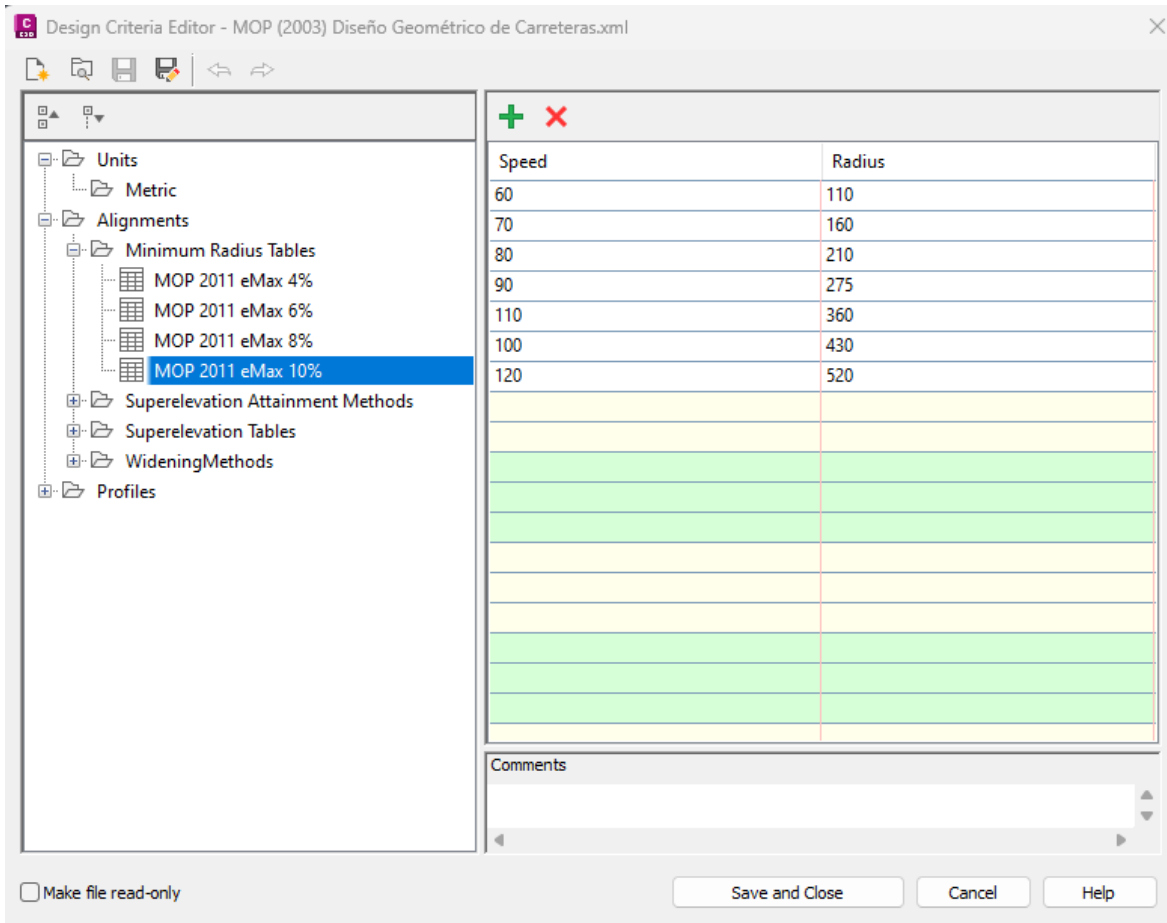 Design Criteria Editor - MOP (2003) Diseño Geométrico de Carreteras.xml
Units
Metric
Alignments
Minimum Radius Tables
MOP 2011 eMax 4%
MOP 2011 eMax 6%
MOP 2011 eMax 8%
MOP 2011 eMax 10%
Superelevation Attainment Methods
Superelevation Tables
WideningMethods
Profiles
Speed Radius
60 110
70 160
80 210
90 275
110 360
100 430
120 520
Comments
Make file read-only
Save and Close Cancel Help